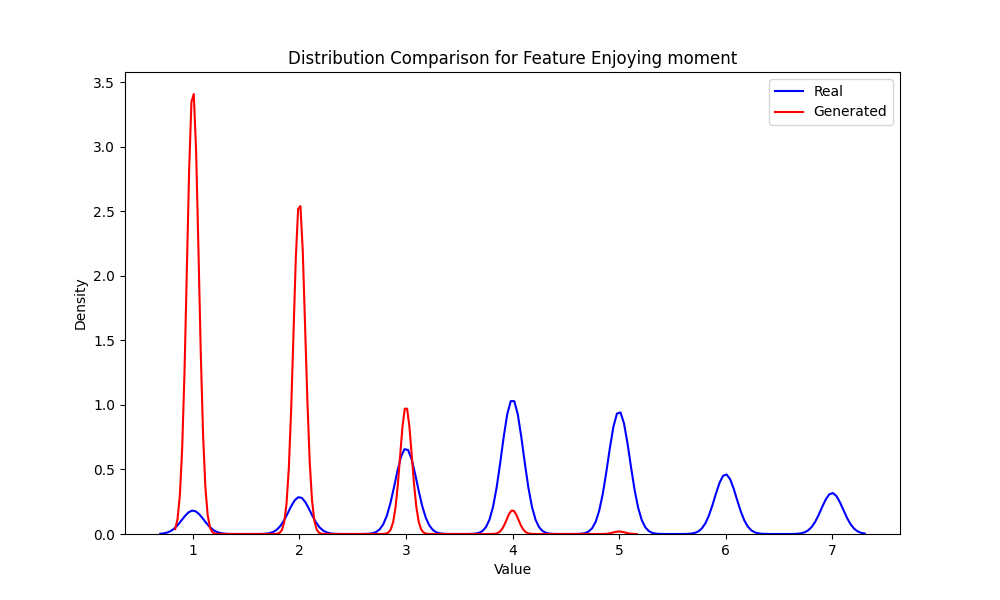 Distribution Comparison for Feature Enjoying moment
Real
Generated
3.5
3.0
2.5
2.0
1.5
1.0
0.5
0.0
Density
1 2 3 4 5 6 7
Value